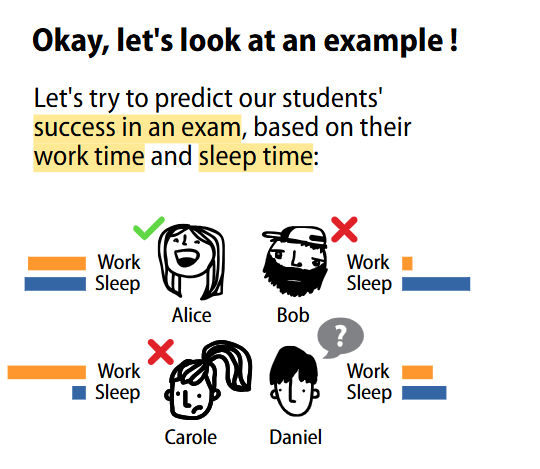 Okay, let's look at an example !
Let's try to predict our students'
success in an exam, based on their
work time and sleep time:
Work
Sleep
Alice
Bob
Work
Sleep
Work
Sleep
Carole
?
Daniel
Work
Sleep